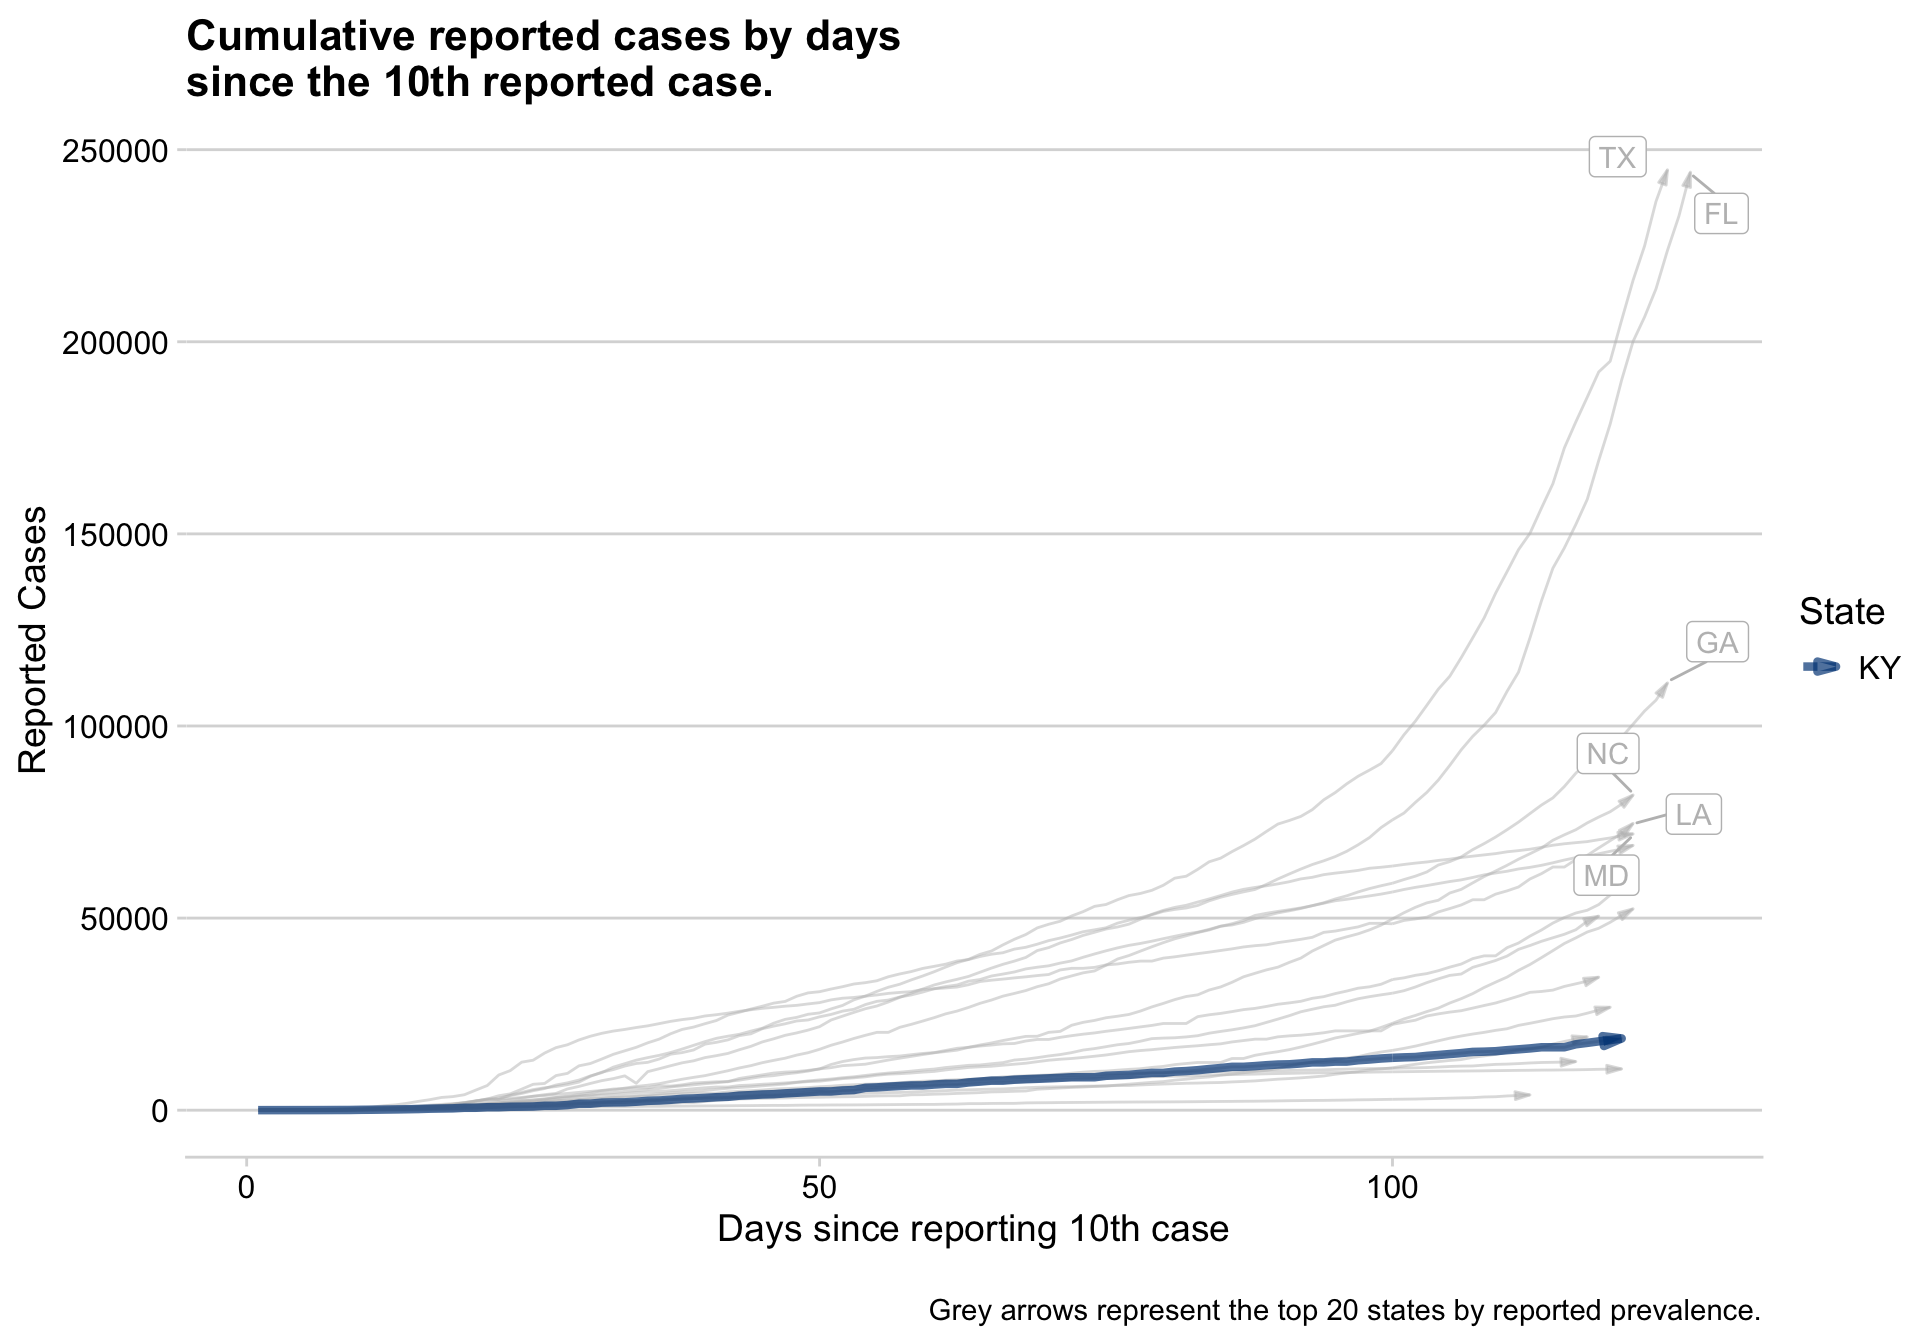 Cumulative reported cases by days
since the 10th reported case.
250000
200000
150000
100000
50000
0
Reported Cases
TX
FL
GA
NC
LA
MD
State
KY
0 50 100
Days since reporting 10th case
Grey arrows represent the top 20 states by reported prevalence.